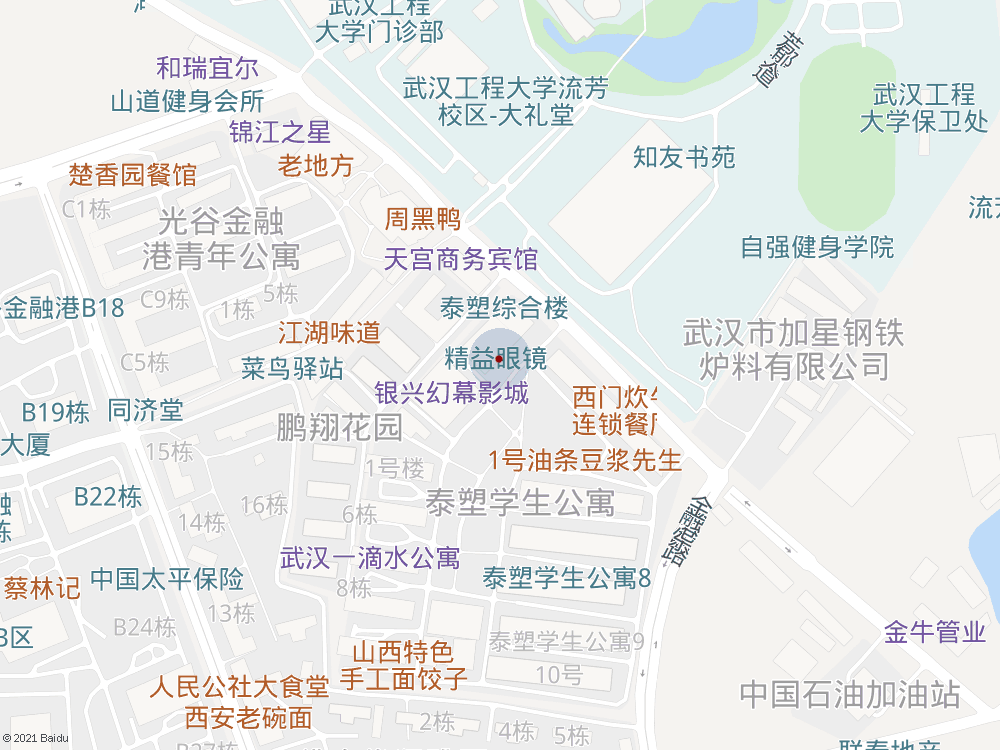 武汉工程
大学门诊部
和瑞宜尔
山道健身会所
武汉工程大学流芳
校区-大礼堂
茅郁道
武汉工程
大学保卫处
锦江之星
老地方
知友书苑
楚香园餐馆
C1栋
光谷金融
港青年公寓
周黑鸭
天宫商务宾馆
自强健身学院
C9栋
5栋
1栋
金融港B18
泰塑综合楼
江湖味道
C5栋
菜鸟驿站
精益眼镜
武汉市加星钢铁
炉料有限公司
银兴幻幕影城
B19栋
同济堂
鹏翔花园
西门炊
连锁餐
大厦
15栋
1号楼
1号油条豆浆先生
B22栋
16栋
泰塑学生公寓
6栋
14栋
金融港路
栋
武汉一滴水公寓
蔡林记
中国太平保险
8栋
泰塑学生公寓8
13栋
B24栋
泰塑学生公寓9
10号
金牛管业
山西特色
手工面饺子
人民公社大食堂
西安老碗面
中国石油加油站
2栋
4栋
5栋
联泰地产
© 2021 Baidu